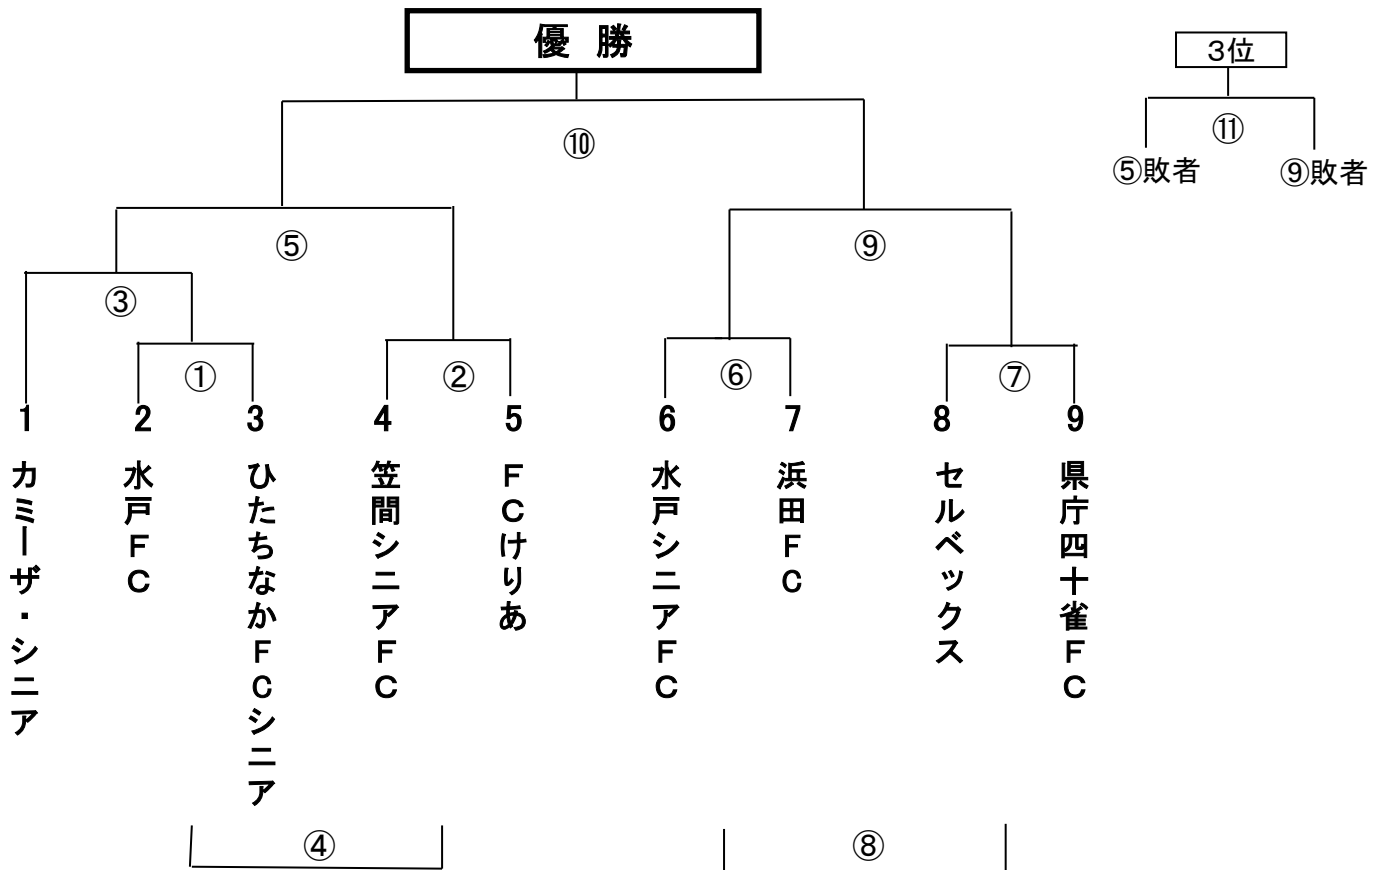 優 勝
3位
⑩
⑪
⑤敗者
⑨敗者
⑤
⑨
③
①
②
⑥
⑦
1
2
3
4
5
6
7
8
9
カミーザ・シニア
水戸FC
ひたちなかFCシニア
笠間シニアFC
FCけりあ
水戸シニアFC
浜田FC
セルベックス
県庁四十雀FC
④
⑧